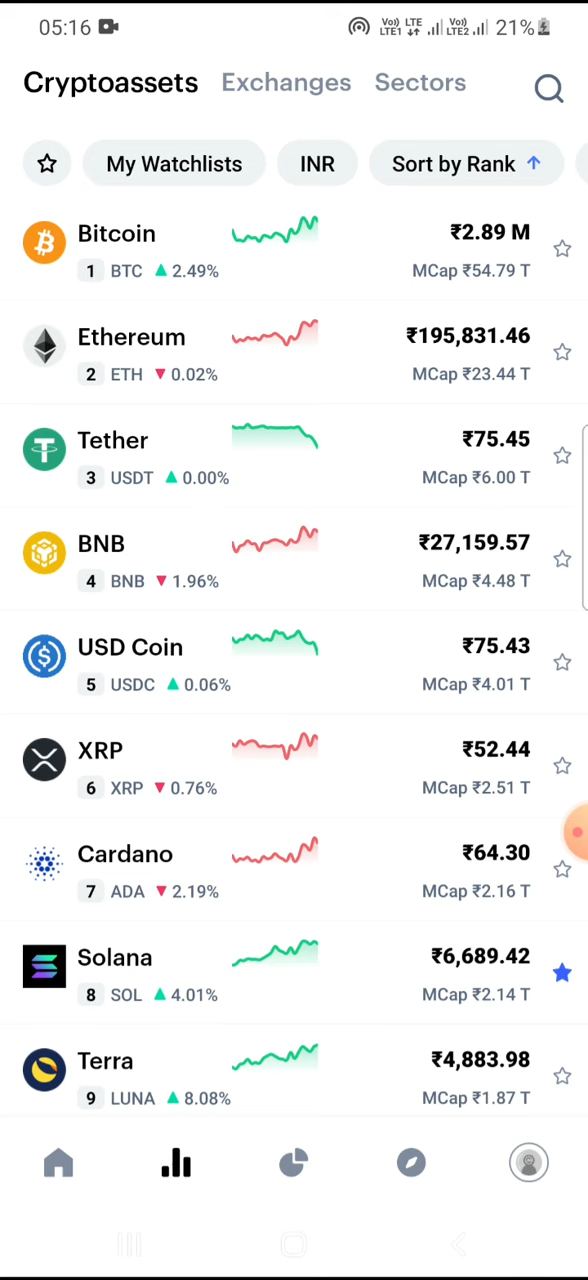 05:16
Vo)) LTE Vo))
LTE1 LTE2 21%
Cryptoassets Exchanges Sectors
My Watchlists INR Sort by Rank ↑
Bitcoin ₹2.89 M
1 BTC ▲ 2.49% MCap ₹54.79 T
Ethereum ₹195,831.46
2 ETH ▼ 0.02% MCap ₹23.44 T
Tether ₹75.45
3 USDT ▲ 0.00% MCap ₹6.00 T
BNB ₹27,159.57
4 BNB ▼ 1.96% MCap ₹4.48 T
USD Coin ₹75.43
5 USDC ▲ 0.06% MCap ₹4.01 T
XRP ₹52.44
6 XRP ▼ 0.76% MCap ₹2.51 T
Cardano ₹64.30
7 ADA ▼ 2.19% MCap ₹2.16 T
Solana ₹6,689.42
8 SOL ▲ 4.01% MCap ₹2.14 T
Terra ₹4,883.98
9 LUNA ▲ 8.08% MCap ₹1.87 T